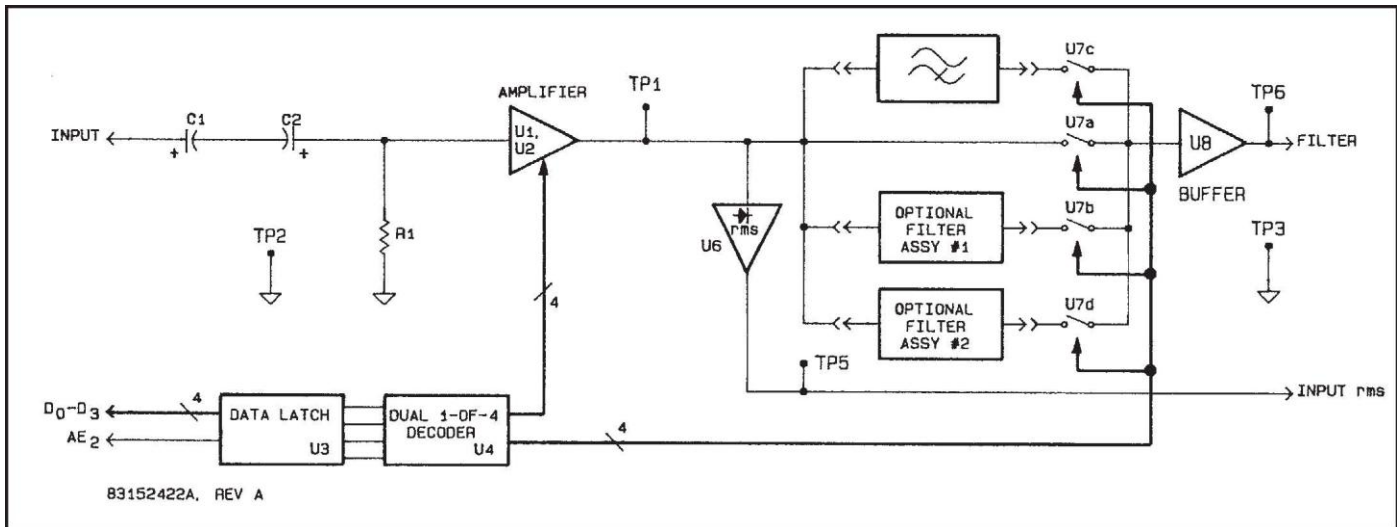 INPUT
C1
+
C2
+
R1
TP2
AMPLIFIER
U1,
U2
TP1
4
U6
rms
U7c
U7a
OPTIONAL
FILTER
ASSY #1
U7b
OPTIONAL
FILTER
ASSY #2
U7d
U8
BUFFER
TP6
FILTER
TP3
TP5
INPUT rms
D0-D3
4
AE2
DATA LATCH
U3
DUAL 1-OF-4
DECODER
U4
4
83152422A, REV A